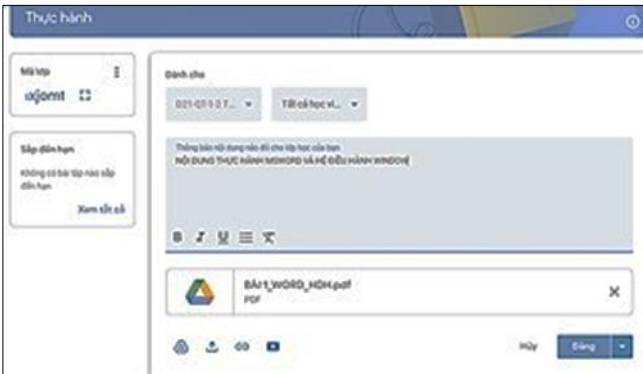 Thực hành
Mã lớp
Sắp đến hạn
Không có bài tập nào sắp
đến hạn
Xem tất cả
Dành cho
Tất cả học vi...
Thông báo nội dung nào đó cho lớp học của bạn
NỘI DUNG THỰC HÀNH MSWORD VÀ HỆ ĐIỀU HÀNH WINDOW
B I U
BÀI 1_WORD_HDH.pdf
PDF
Hủy
Đăng